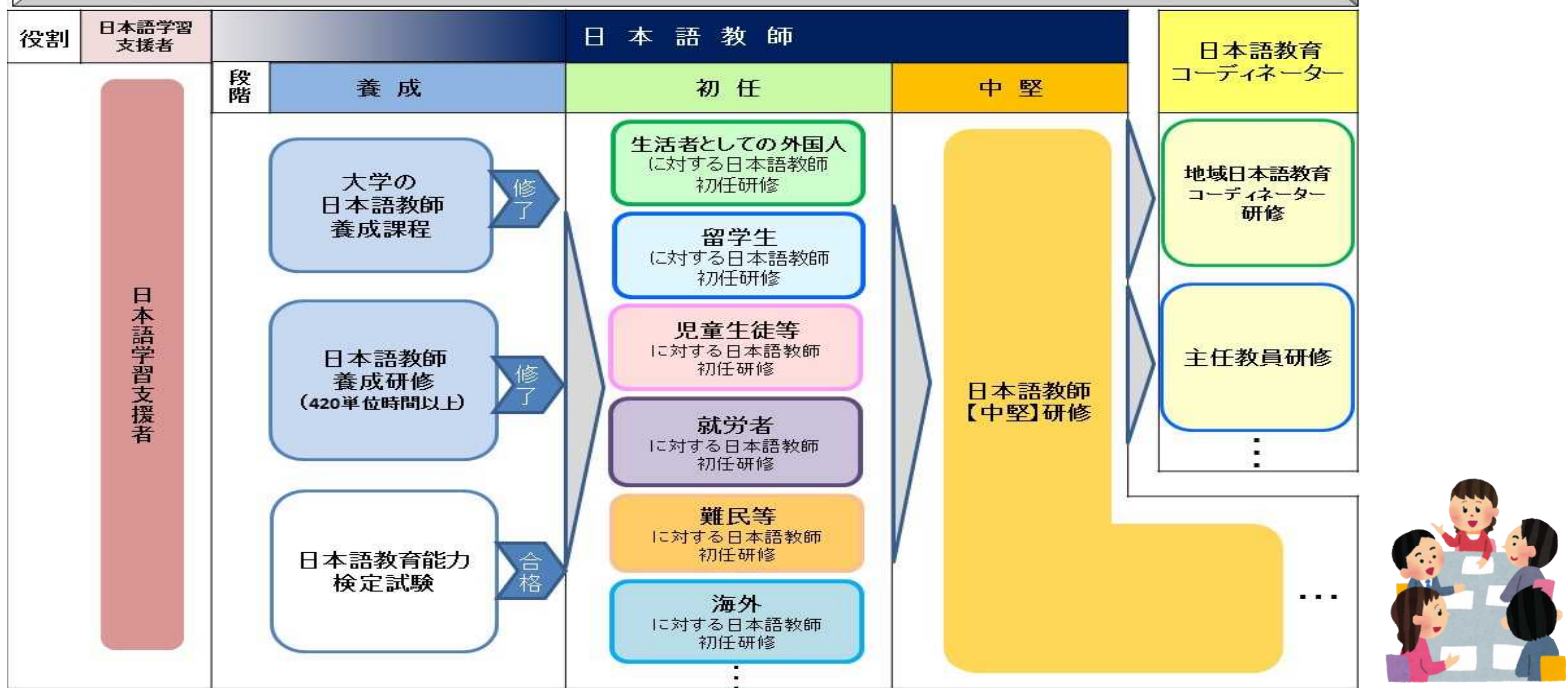 役割
日本語学習
支援者
日本語教師
日本語教育
コーディネーター
段
階
養成
初任
中堅
日本語学習支援者
大学の
日本語教師
養成課程
修
了
日本語教師
養成研修
（420単位時間以上）
修
了
日本語教育能力
検定試験
合
格
生活者としての外国人
に対する日本語教師
初任研修
留学生
に対する日本語教師
初任研修
児童生徒等
に対する日本語教師
初任研修
就労者
に対する日本語教師
初任研修
難民等
に対する日本語教師
初任研修
海外
に対する日本語教師
初任研修
⋮
日本語教師
【中堅】研修
地域日本語教育
コーディネーター
研修
主任教員研修
⋮
…